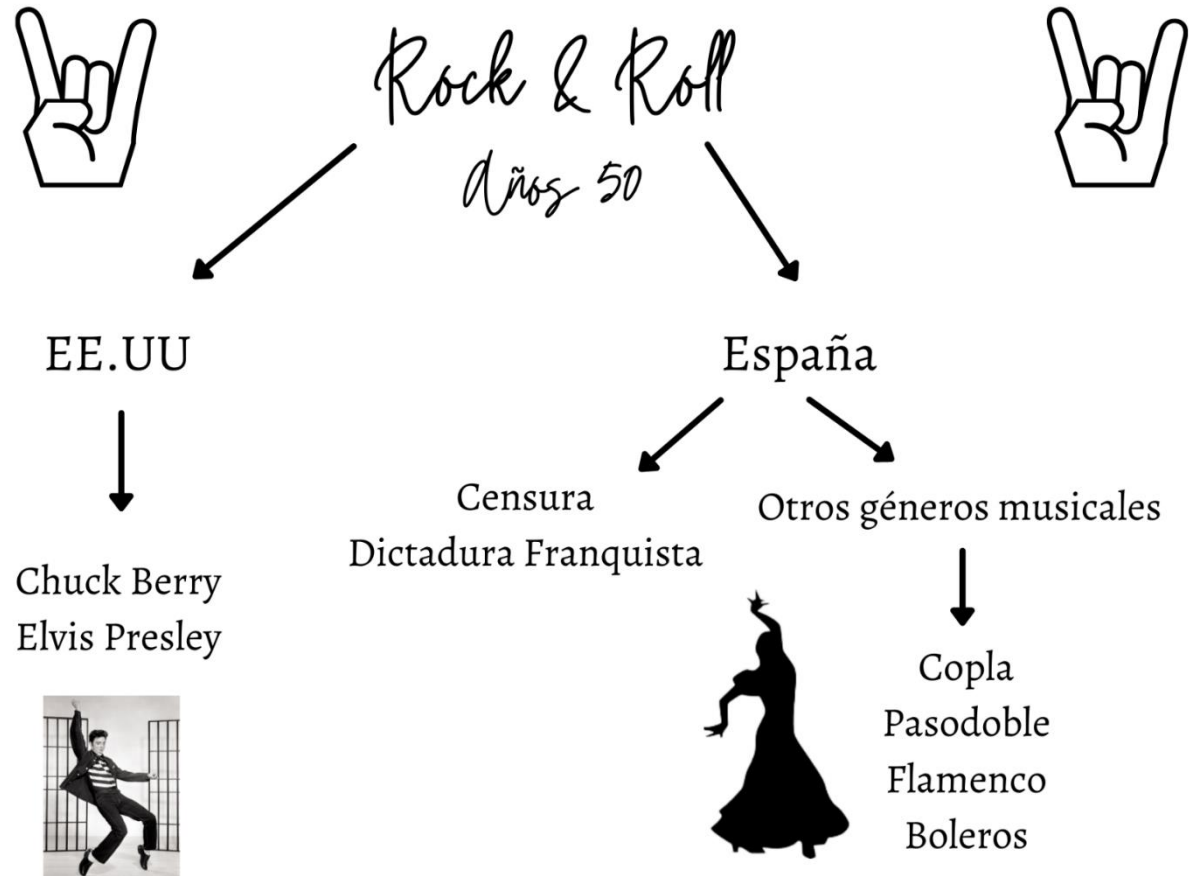 Rock & Roll
Años 50
EE.UU
España
Chuck Berry
Elvis Presley
Censura
Dictadura Franquista
Otros géneros musicales
Copla
Pasodoble
Flamenco
Boleros